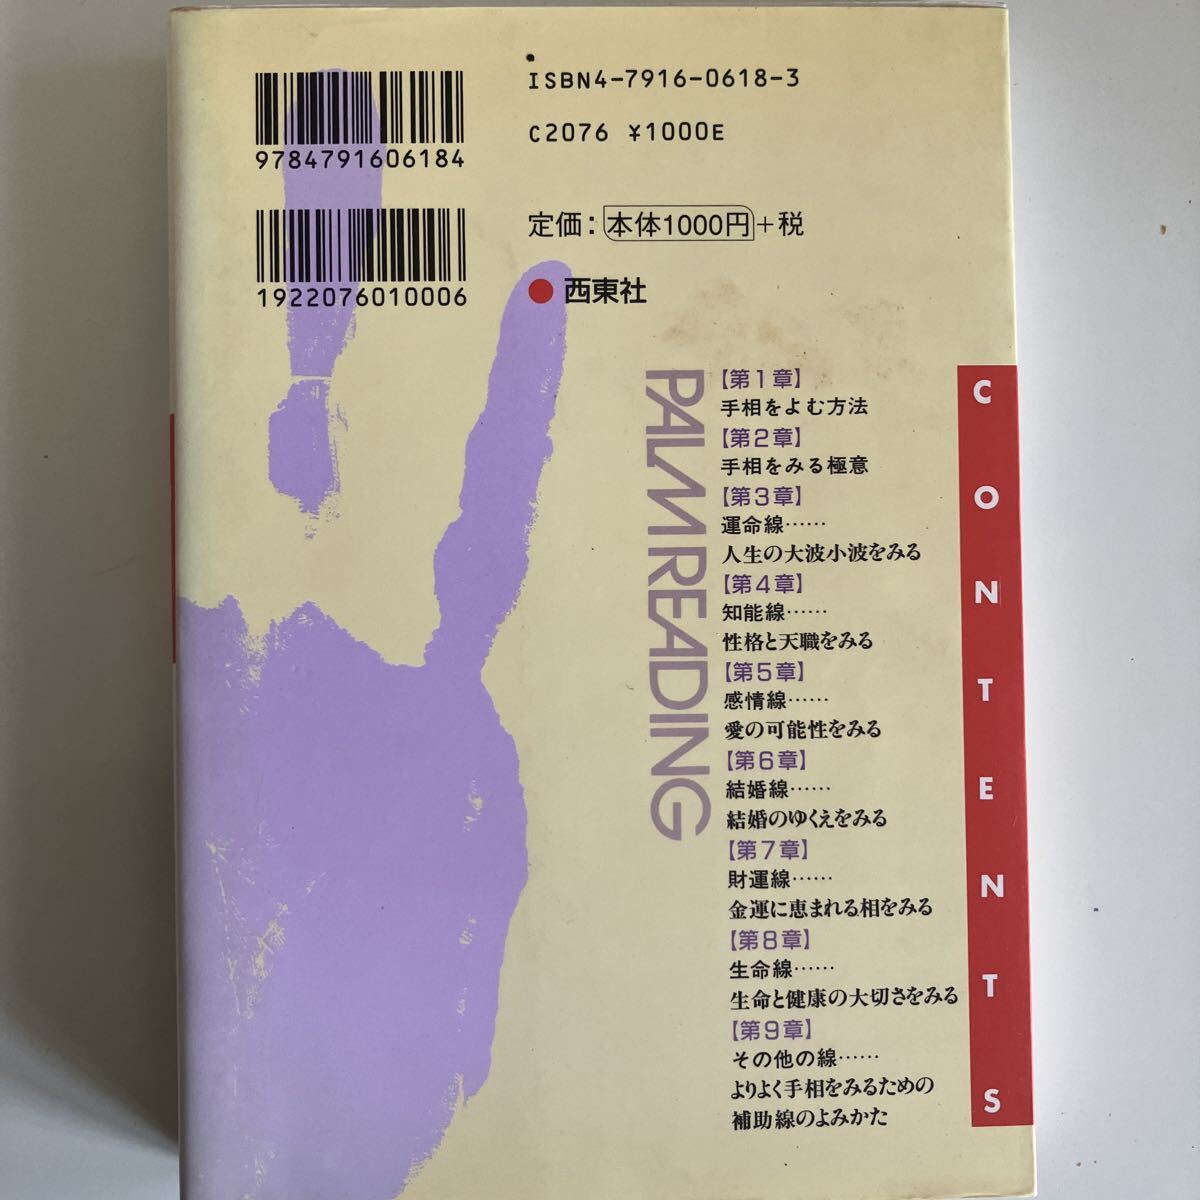 ISBN4-7916-0618-3
C2076 ¥1000E
9784791606184
定価：本体1000円+税
1922076010006
●西東社
PALM READING
CONTENTS
【第1章】
手相をよむ方法
【第2章】
手相をみる極意
【第3章】
運命線……
人生の大波小波をみる
【第4章】
知能線……
性格と天職をみる
【第5章】
感情線……
愛の可能性をみる
【第6章】
結婚線……
結婚のゆくえをみる
【第7章】
財運線……
金運に恵まれる相をみる
【第8章】
生命線……
生命と健康の大切さをみる
【第9章】
その他の線……
よりよく手相をみるための
補助線のよみかた